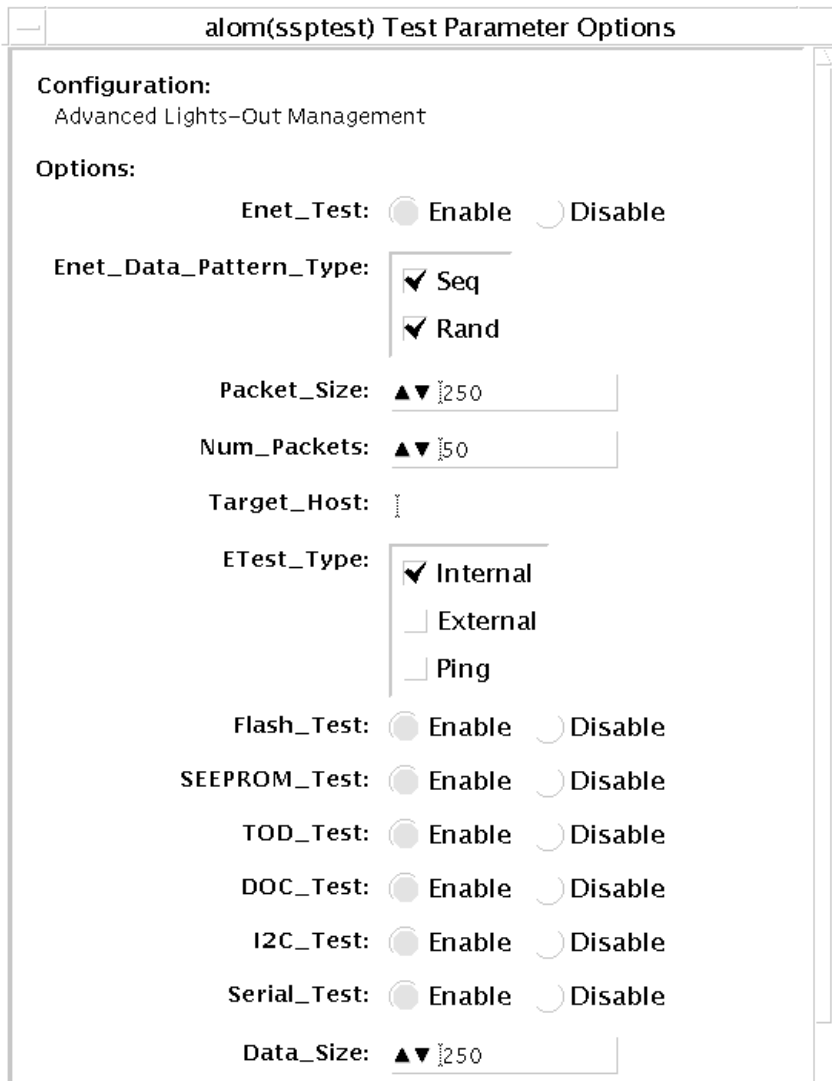 alom(ssptest) Test Parameter Options
Configuration:
Advanced Lights-Out Management
Options:
Enet_Test: Enable Disable
Enet_Data_Pattern_Type: Seq
Rand
Packet_Size: 250
Num_Packets: 50
Target_Host:
ETest_Type: Internal
External
Ping
Flash_Test: Enable Disable
SEEPROM_Test: Enable Disable
TOD_Test: Enable Disable
DOC_Test: Enable Disable
I2C_Test: Enable Disable
Serial_Test: Enable Disable
Data_Size: 250